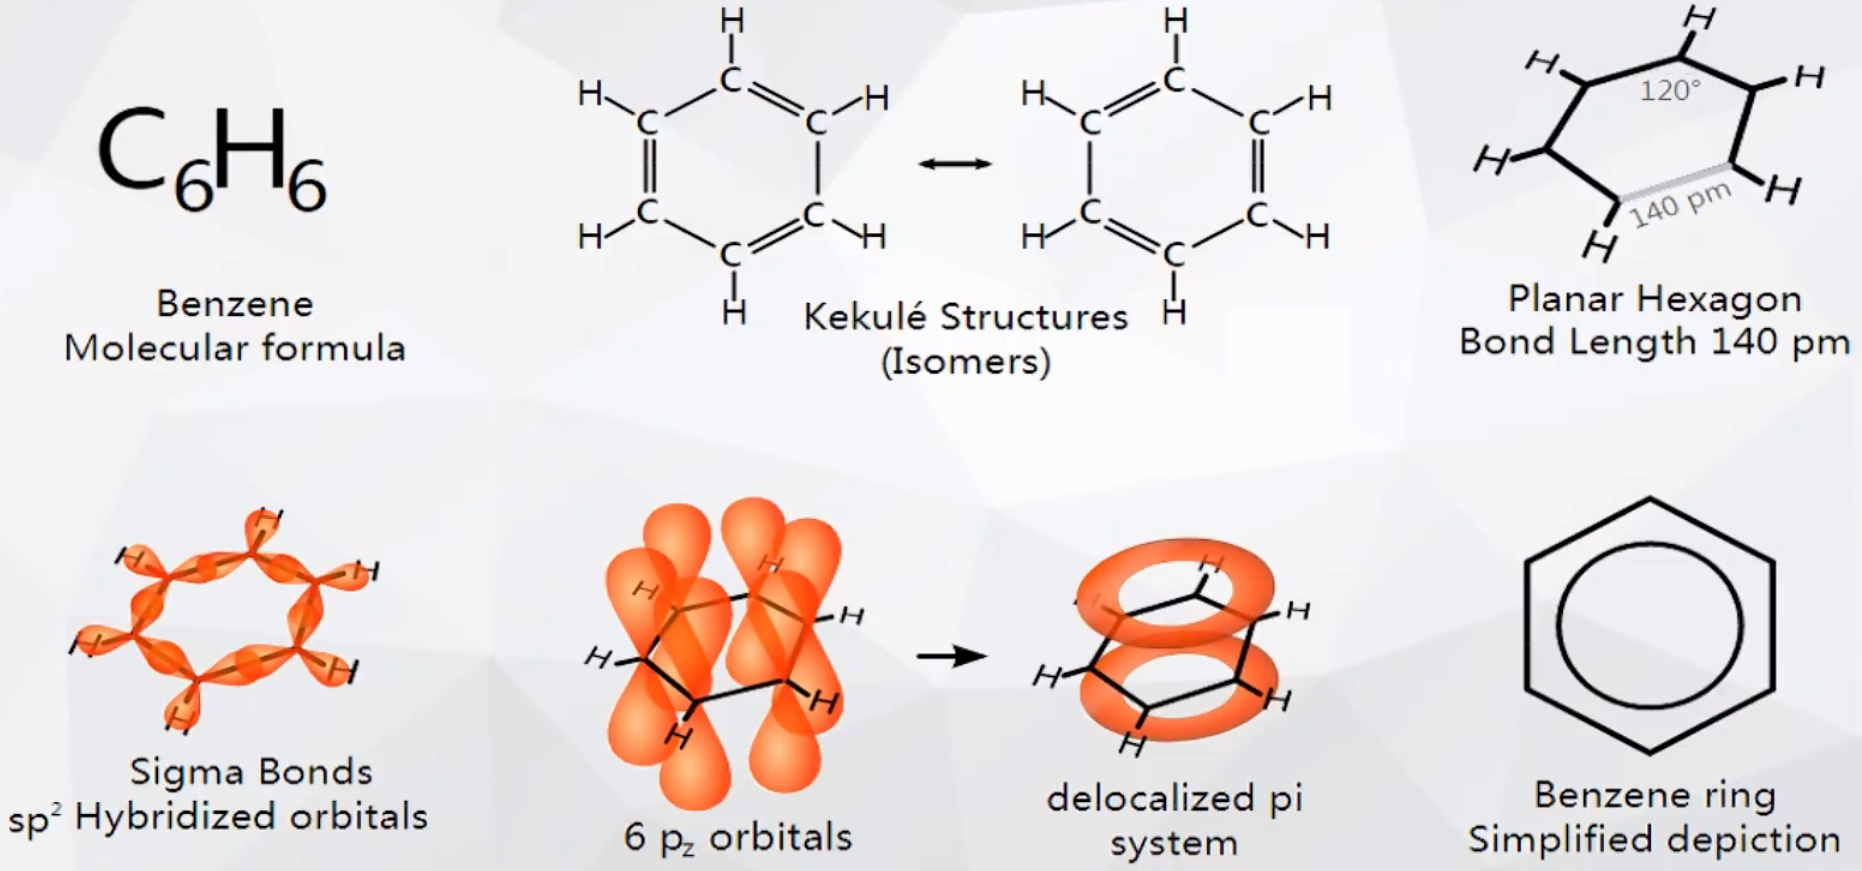 C₆H₆
Benzene
Molecular formula
H
H C H
C C
C C
H C H
H
H
H C H
C C
C C
H C H
H
Kekulé Structures
(Isomers)
H
H H
120°
H
140 pm H
H
Planar Hexagon
Bond Length 140 pm
H
H H
H H
H
Sigma Bonds
sp² Hybridized orbitals
H
H H
H H
H
6 p_z orbitals
H
H H
H H
H
delocalized pi
system
Benzene ring
Simplified depiction